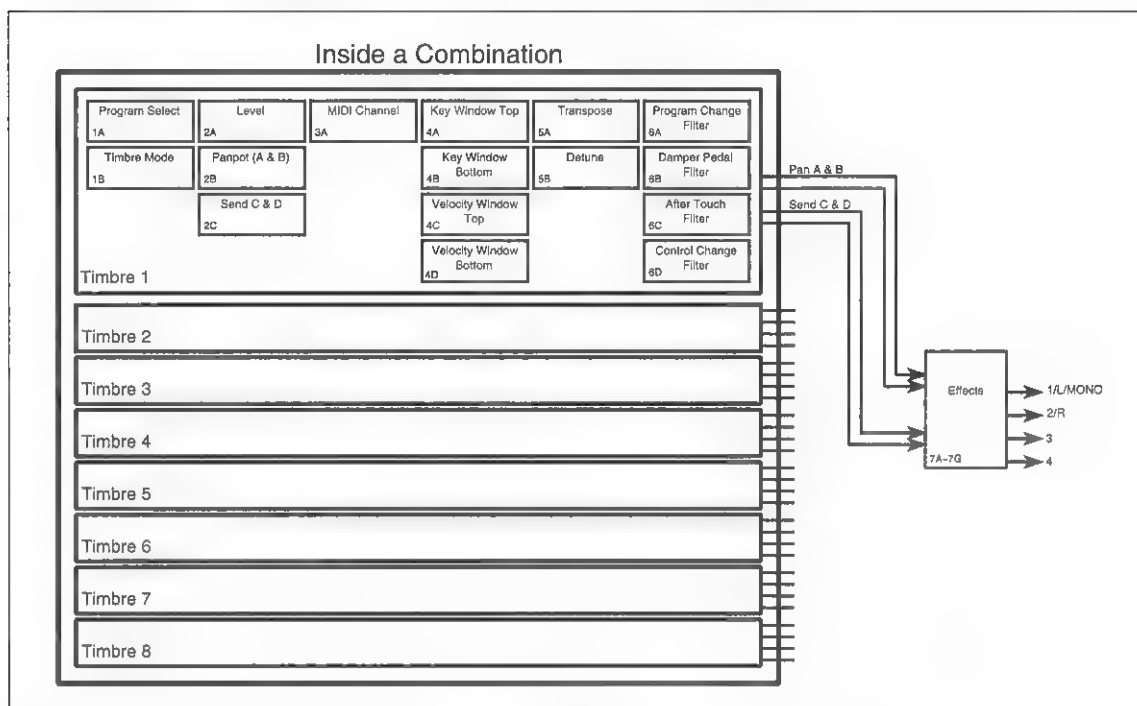 Inside a Combination
Program Select
1A
Level
2A
MIDI Channel
3A
Key Window Top
4A
Transpose
5A
Program Change
Filter
6A
Timbre Mode
1B
Panpot (A & B)
2B
Key Window
Bottom
4B
Detune
5B
Damper Pedal
Filter
6B
Send C & D
2C
Velocity Window
Top
4C
After Touch
Filter
6C
Velocity Window
Bottom
4D
Control Change
Filter
6D
Timbre 1
Pan A & B
Send C & D
Timbre 2
Timbre 3
Timbre 4
Timbre 5
Timbre 6
Timbre 7
Timbre 8
Effects
7A-7G
1/L/MONO
2/R
3
4